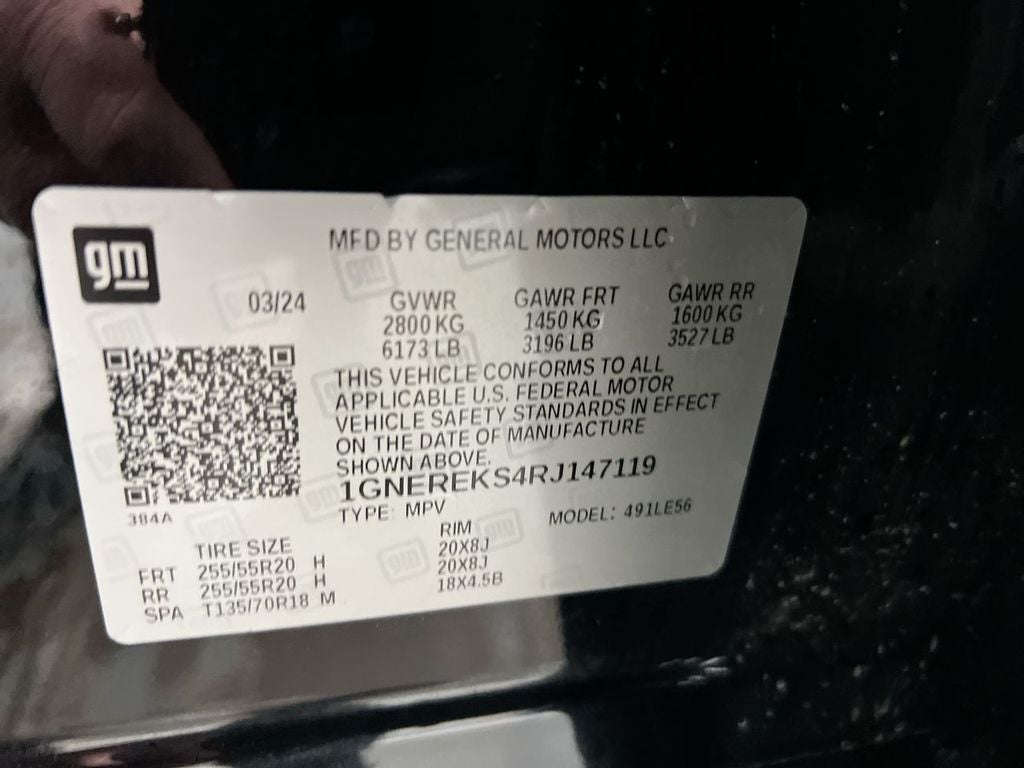 gm
MFD BY GENERAL MOTORS LLC
03/24
GVWR GAWR FRT GAWR RR
2800 KG 1450 KG 1600 KG
6173 LB 3196 LB 3527 LB
THIS VEHICLE CONFORMS TO ALL
APPLICABLE U.S. FEDERAL MOTOR
VEHICLE SAFETY STANDARDS IN EFFECT
ON THE DATE OF MANUFACTURE
SHOWN ABOVE.
1GNEREKS4RJ147119
384A
TYPE: MPV MODEL: 491LE56
TIRE SIZE RIM
FRT 255/55R20 H 20X8J
RR 255/55R20 H 20X8J
SPA T135/70R18 M 18X4.5B